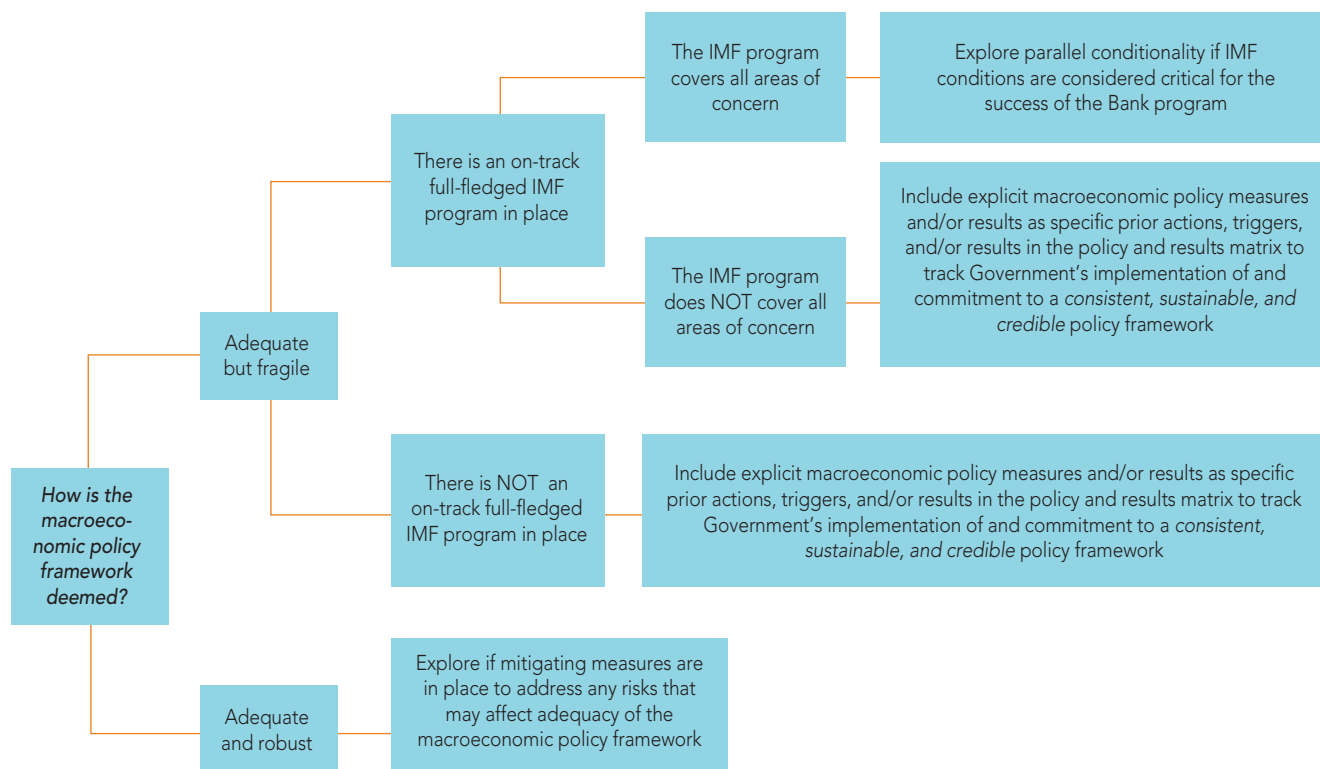 The IMF program
covers all areas of
concern
Explore parallel conditionality if IMF
conditions are considered critical for the
success of the Bank program
There is an on-track
full-fledged IMF
program in place
Include explicit macroeconomic policy measures
and/or results as specific prior actions, triggers,
and/or results in the policy and results matrix to
track Government’s implementation of and
commitment to a consistent, sustainable, and
credible policy framework
The IMF program
does NOT cover all
areas of concern
Adequate
but fragile
There is NOT an
on-track full-fledged
IMF program in place
Include explicit macroeconomic policy measures and/or results as specific
prior actions, triggers, and/or results in the policy and results matrix to track
Government’s implementation of and commitment to a consistent,
sustainable, and credible policy framework
How is the
macroeco-
nomic policy
framework
deemed?
Adequate
and robust
Explore if mitigating measures are
in place to address any risks that
may affect adequacy of the
macroeconomic policy framework